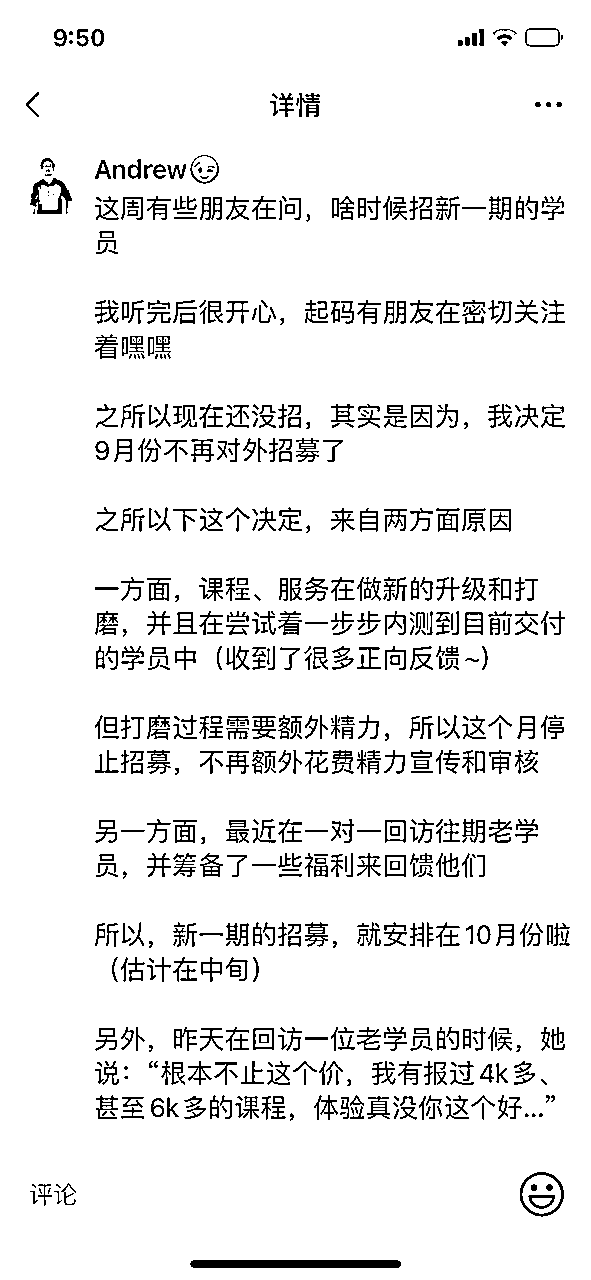 9:50
详情
Andrew😉
这周有些朋友在问，啥时候招新一期的学
员
我听完后很开心，起码有朋友在密切关注
着嘿嘿
之所以现在还没招，其实是因为，我决定
9月份不再对外招募了
之所以下这个决定，来自两方面原因
一方面，课程、服务在做新的升级和打
磨，并且在尝试着一步步内测到目前交付
的学员中（收到了很多正向反馈~）
但打磨过程需要额外精力，所以这个月停
止招募，不再额外花费精力宣传和审核
另一方面，最近在一对一回访往期老学
员，并筹备了一些福利来回馈他们
所以，新一期的招募，就安排在10月份啦
（估计在中旬）
另外，昨天在回访一位老学员的时候，她
说：“根本不止这个价，我有报过4k多、
甚至6k多的课程，体验真没你这个好...”
评论